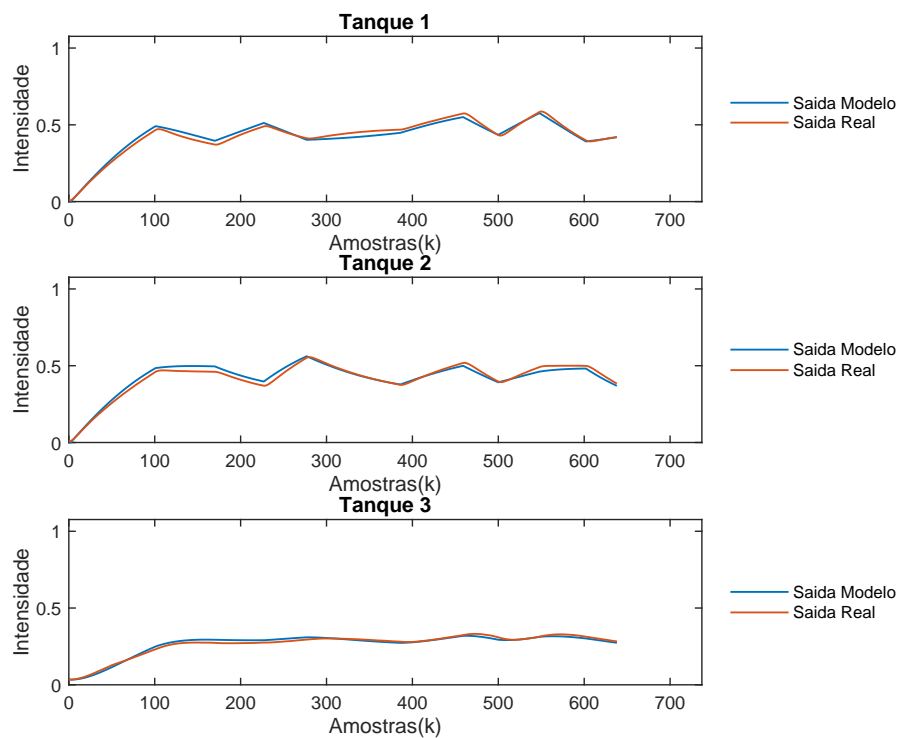 Tanque 1
1
0.5
0
Intensidade
0 100 200 300 400 500 600 700
Amostras(k)
Saida Modelo
Saida Real
Tanque 2
1
0.5
0
Intensidade
0 100 200 300 400 500 600 700
Amostras(k)
Saida Modelo
Saida Real
Tanque 3
1
0.5
0
Intensidade
0 100 200 300 400 500 600 700
Amostras(k)
Saida Modelo
Saida Real